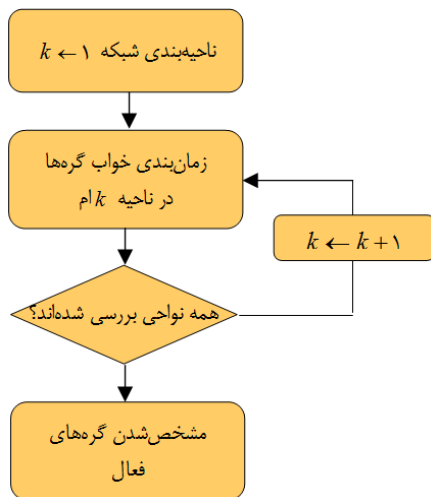 ناحیه‌بندی شبکه k ← ۱
زمان‌بندی خواب گره‌ها
در ناحیه k ام
k ← k + ۱
همه نواحی بررسی شده‌اند؟
مشخص‌شدن گره‌های
فعال